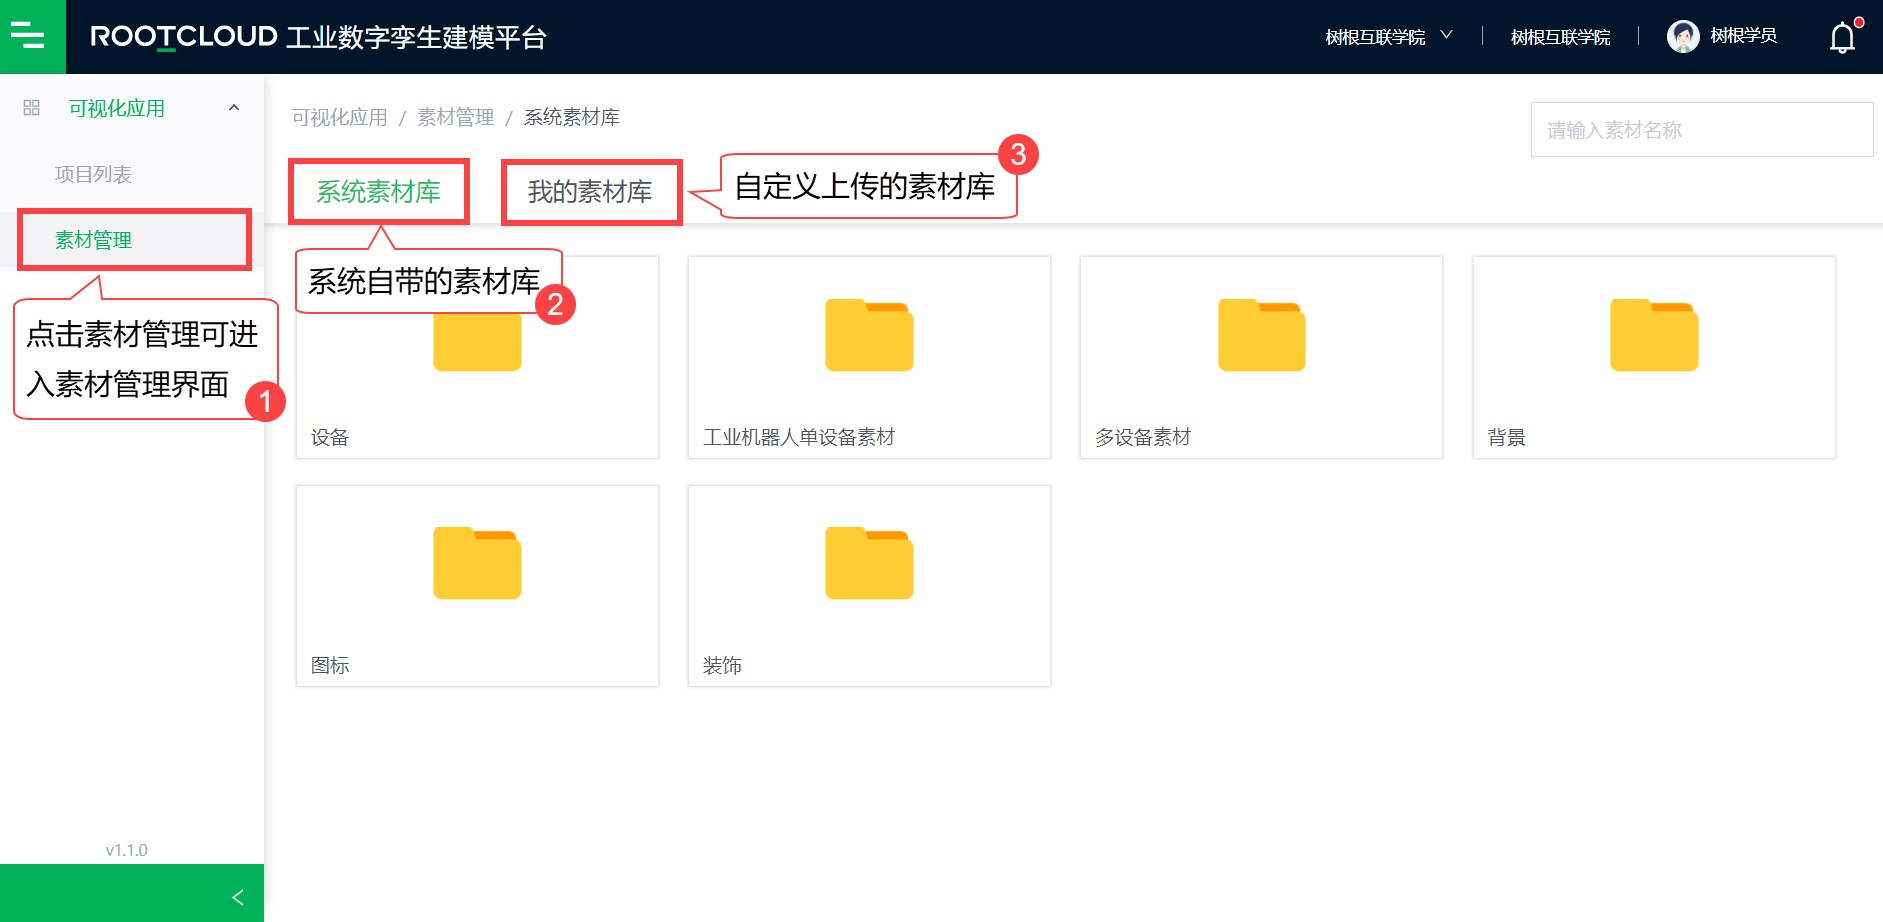 ROOTCLOUD 工业数字孪生建模平台
树根互联学院
树根互联学院
树根学员
可视化应用
项目列表
素材管理
点击素材管理可进
入素材管理界面
1
v1.1.0
<
可视化应用 / 素材管理 / 系统素材库
请输入素材名称
系统素材库
我的素材库
自定义上传的素材库
3
系统自带的素材库
2
设备
工业机器人单设备素材
多设备素材
背景
图标
装饰